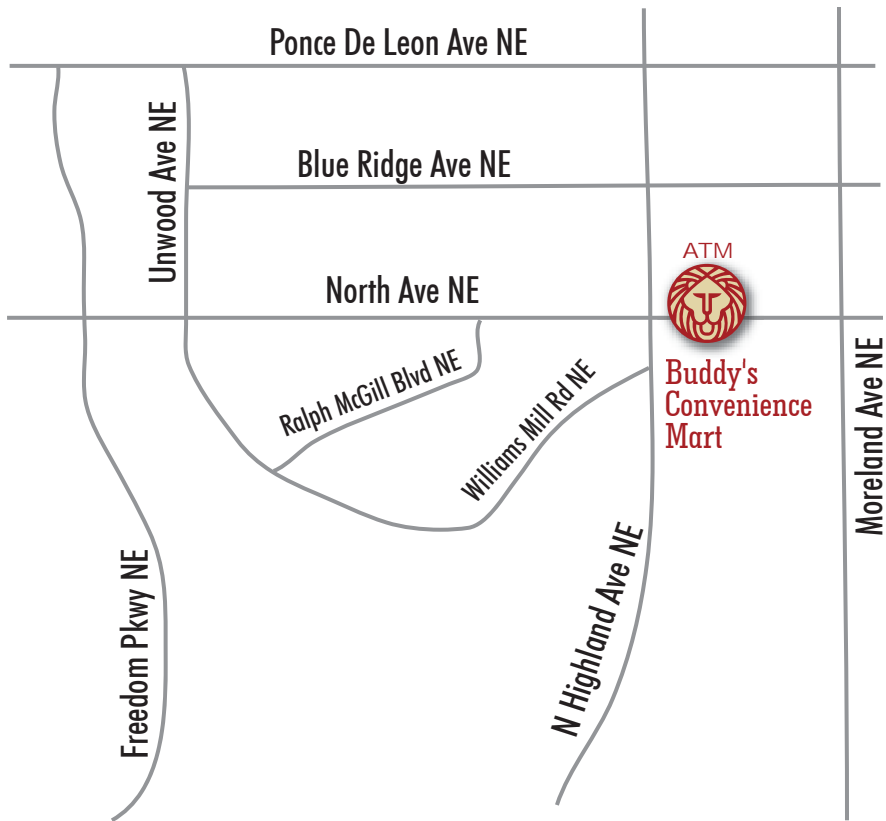 Ponce De Leon Ave NE
Unwood Ave NE
Blue Ridge Ave NE
ATM
North Ave NE
Ralph McGill Blvd NE
Williams Mill Rd NE
Buddy's
Convenience
Mart
Moreland Ave NE
Freedom Pkwy NE
N Highland Ave NE